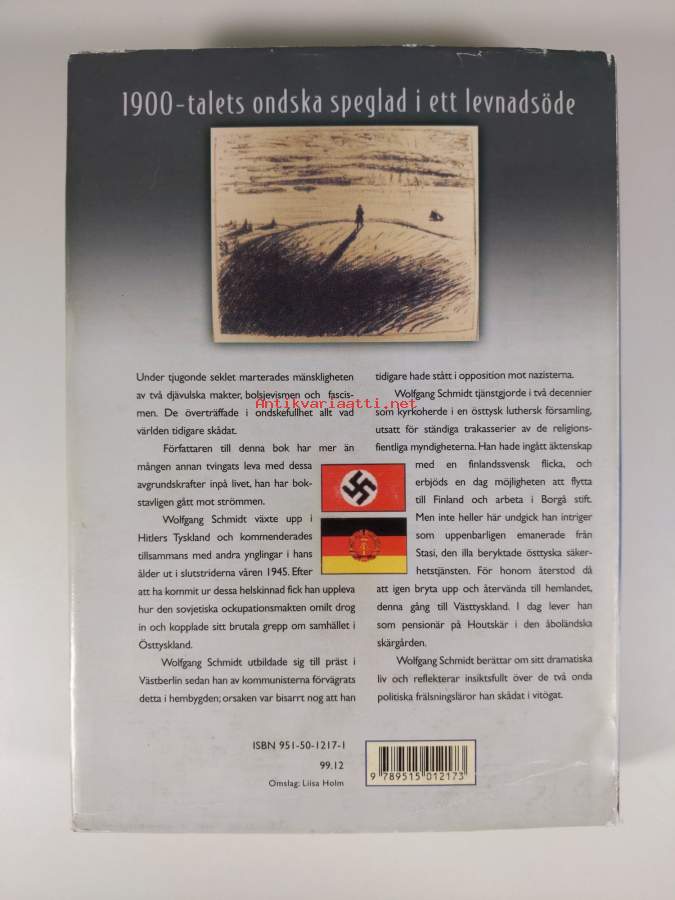 1900-talets ondska speglad i ett levnadsöde
Under tjugonde seklet marterades mänskligheten
av två djävulska makter, bolsjevismen och fascis-
men. De överträffade i ondskefullhet allt vad
världen tidigare skådat.
Författaren till denna bok har mer än
mången annan tvingats leva med dessa
avgrundskrafter inpå livet, han har bok-
stavligen gått mot strömmen.
Wolfgang Schmidt växte upp i
Hitlers Tyskland och kommenderades
tillsammans med andra ynglingar i hans
ålder ut i slutstriderna våren 1945. Efter
att ha kommit ur dessa helskinnad fick han uppleva
hur den sovjetiska ockupationsmakten omilt drog
in och kopplade sitt brutala grepp om samhället i
Östtyskland.
Wolfgang Schmidt utbildade sig till präst i
Västberlin sedan han av kommunisterna förvägrats
detta i hembygden; orsaken var bisarrt nog att han
tidigare hade stått i opposition mot nazisterna.
Wolfgang Schmidt tjänstgjorde i två decennier
som kyrkoherde i en östtysk luthersk församling,
utsatt för ständiga trakasserier av de religions-
fientliga myndigheterna. Han hade ingått äktenskap
med en finlandssvensk flicka, och
erbjöds en dag möjligheten att flytta
till Finland och arbeta i Borgå stift.
Men inte heller här undgick han intriger
som uppenbarligen emanerade från
Stasi, den illa beryktade östtyska säker-
hetstjänsten. För honom återstod då
att igen bryta upp och återvända till hemlandet,
denna gång till Västtyskland. I dag lever han
som pensionär på Houtskär i den åboländska
skärgården.
Wolfgang Schmidt berättar om sitt dramatiska
liv och reflekterar insiktsfullt över de två onda
politiska frälsningsläror han skådat i vitögat.
Antikvariaatti.net
ISBN 951-50-1217-1
99.12
Omslag: Liisa Holm
9 789515 012173